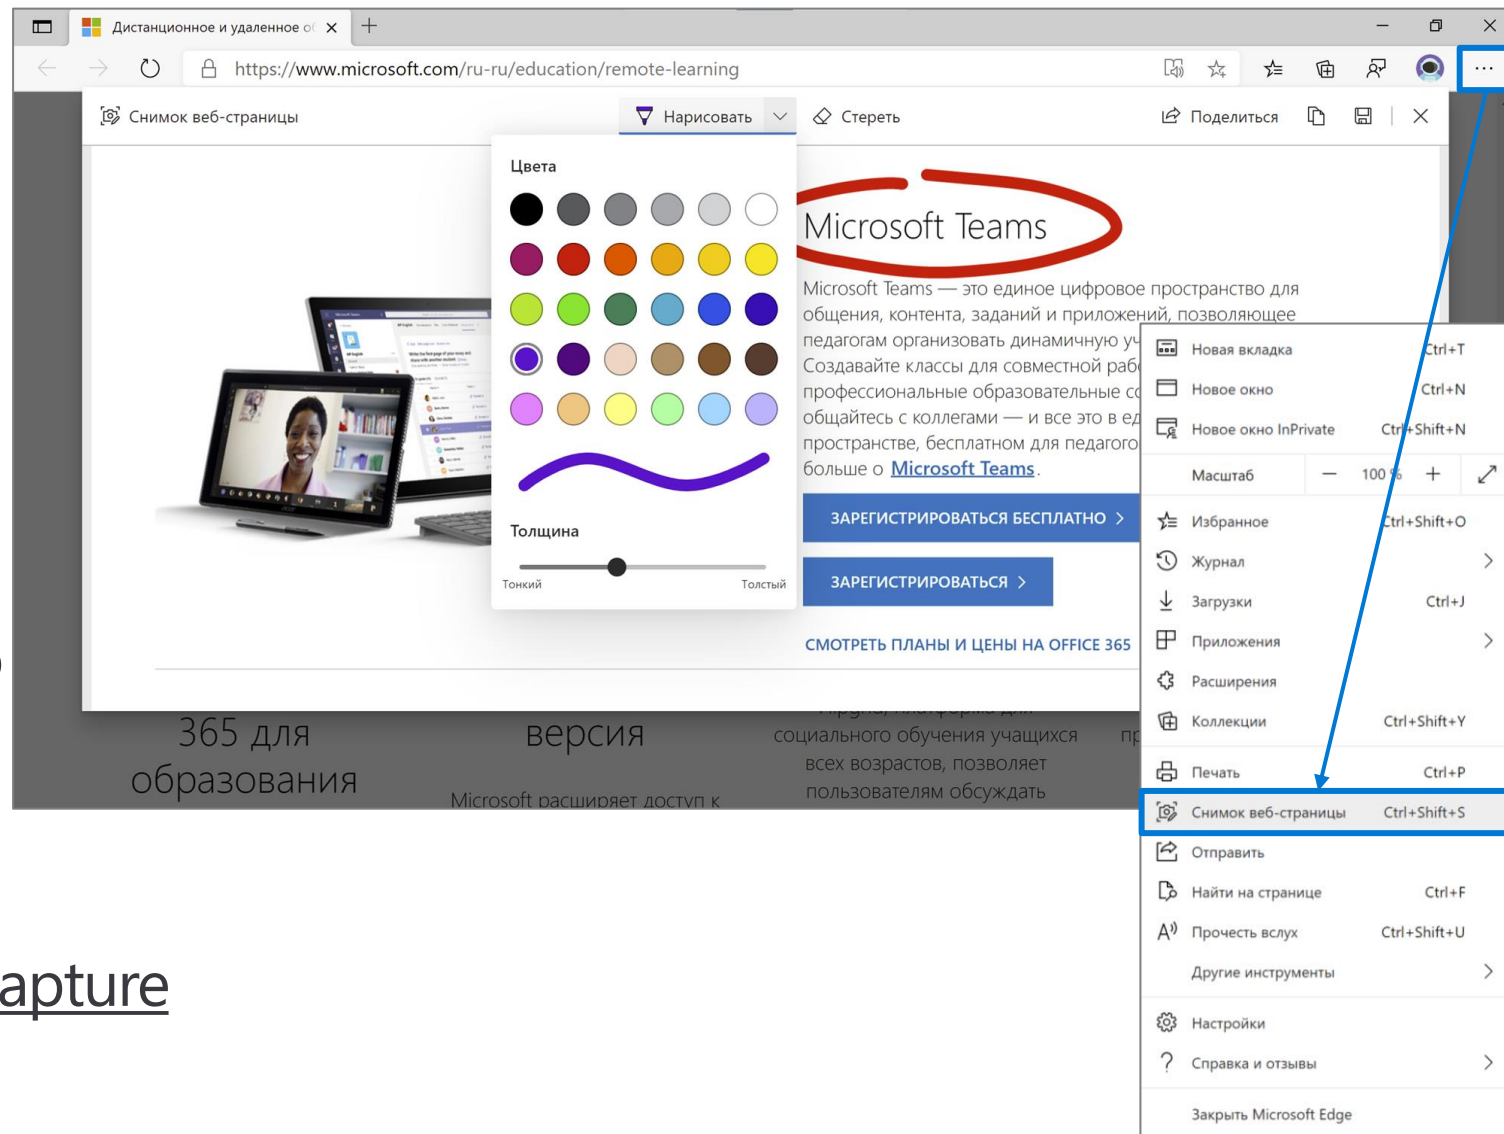 Дистанционное и удаленное о
https://www.microsoft.com/ru-ru/education/remote-learning
Снимок веб-страницы
Нарисовать
Стереть
Поделиться
Цвета
Толщина
Тонкий
Толстый
Microsoft Teams
Microsoft Teams — это единое цифровое пространство для
общения, контента, заданий и приложений, позволяющее
педагогам организовать динамичную уч
Создавайте классы для совместной раб
профессиональные образовательные со
общайтесь с коллегами — и все это в ед
пространстве, бесплатном для педагого
больше о Microsoft Teams.
ЗАРЕГИСТРИРОВАТЬСЯ БЕСПЛАТНО >
ЗАРЕГИСТРИРОВАТЬСЯ >
СМОТРЕТЬ ПЛАНЫ И ЦЕНЫ НА OFFICE 365
365 для
образования
версия
Microsoft расширяет доступ к
платформа для
социального обучения учащихся
всех возрастов, позволяет
пользователям обсуждать
Новая вкладка Ctrl+T
Новое окно Ctrl+N
Новое окно InPrivate Ctrl+Shift+N
Масштаб — 100 % +
Избранное Ctrl+Shift+O
Журнал
Загрузки Ctrl+J
Приложения
Расширения
Коллекции Ctrl+Shift+Y
Печать Ctrl+P
Снимок веб-страницы Ctrl+Shift+S
Отправить
Найти на странице Ctrl+F
Прочесть вслух Ctrl+Shift+U
Другие инструменты
Настройки
Справка и отзывы
Закрыть Microsoft Edge
apture